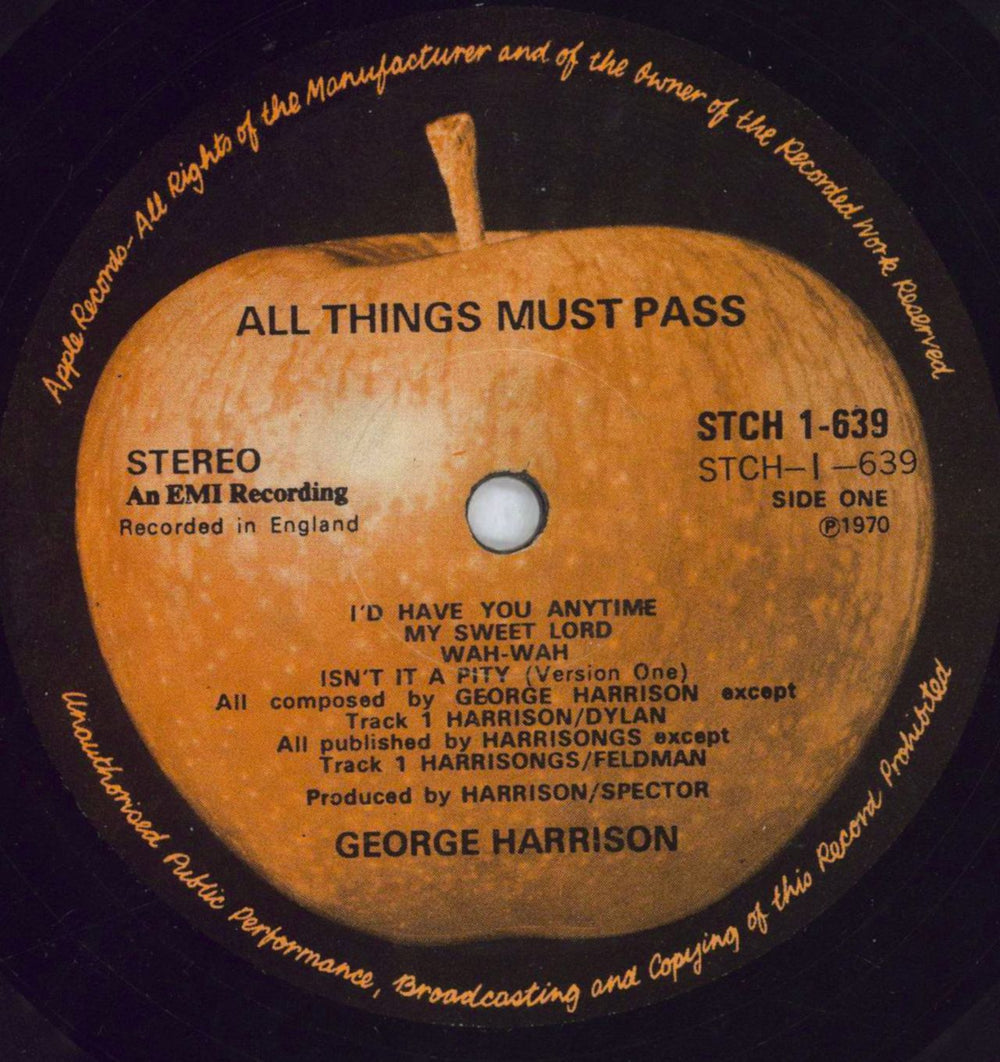 Apple Records- All Rights of the Manufacturer and of the Owner of the Recorded Work Reserved
ALL THINGS MUST PASS
STEREO
An EMI Recording
Recorded in England
STCH 1-639
STCH-1-639
SIDE ONE
℗1970
I'D HAVE YOU ANYTIME
MY SWEET LORD
WAH-WAH
ISN'T IT A PITY (Version One)
All composed by GEORGE HARRISON except
Track 1 HARRISON/DYLAN
All published by HARRISONGS except
Track 1 HARRISONGS/FELDMAN
Produced by HARRISON/SPECTOR
GEORGE HARRISON
Unauthorised Public Performance, Broadcasting and Copying of this Record Prohibited